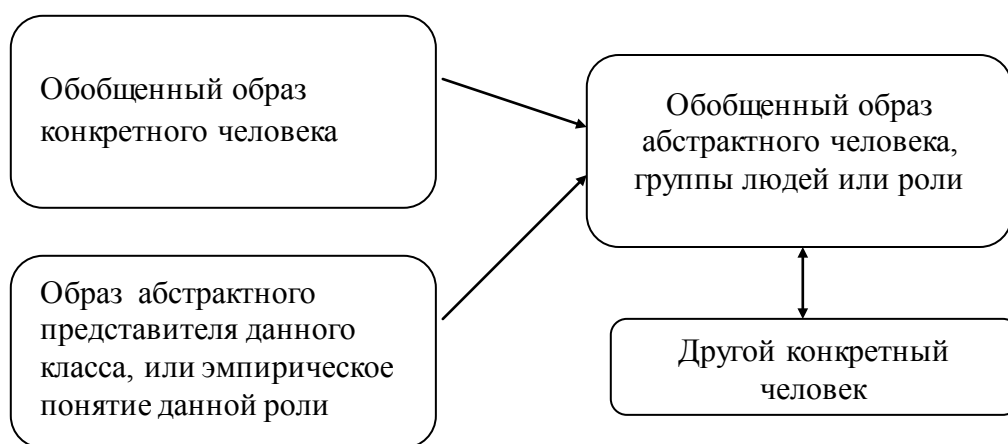 Обобщенный образ
конкретного человека
Обобщенный образ
абстрактного человека,
группы людей или роли
Образ абстрактного
представителя данного
класса, или эмпирическое
понятие данной роли
Другой конкретный
человек